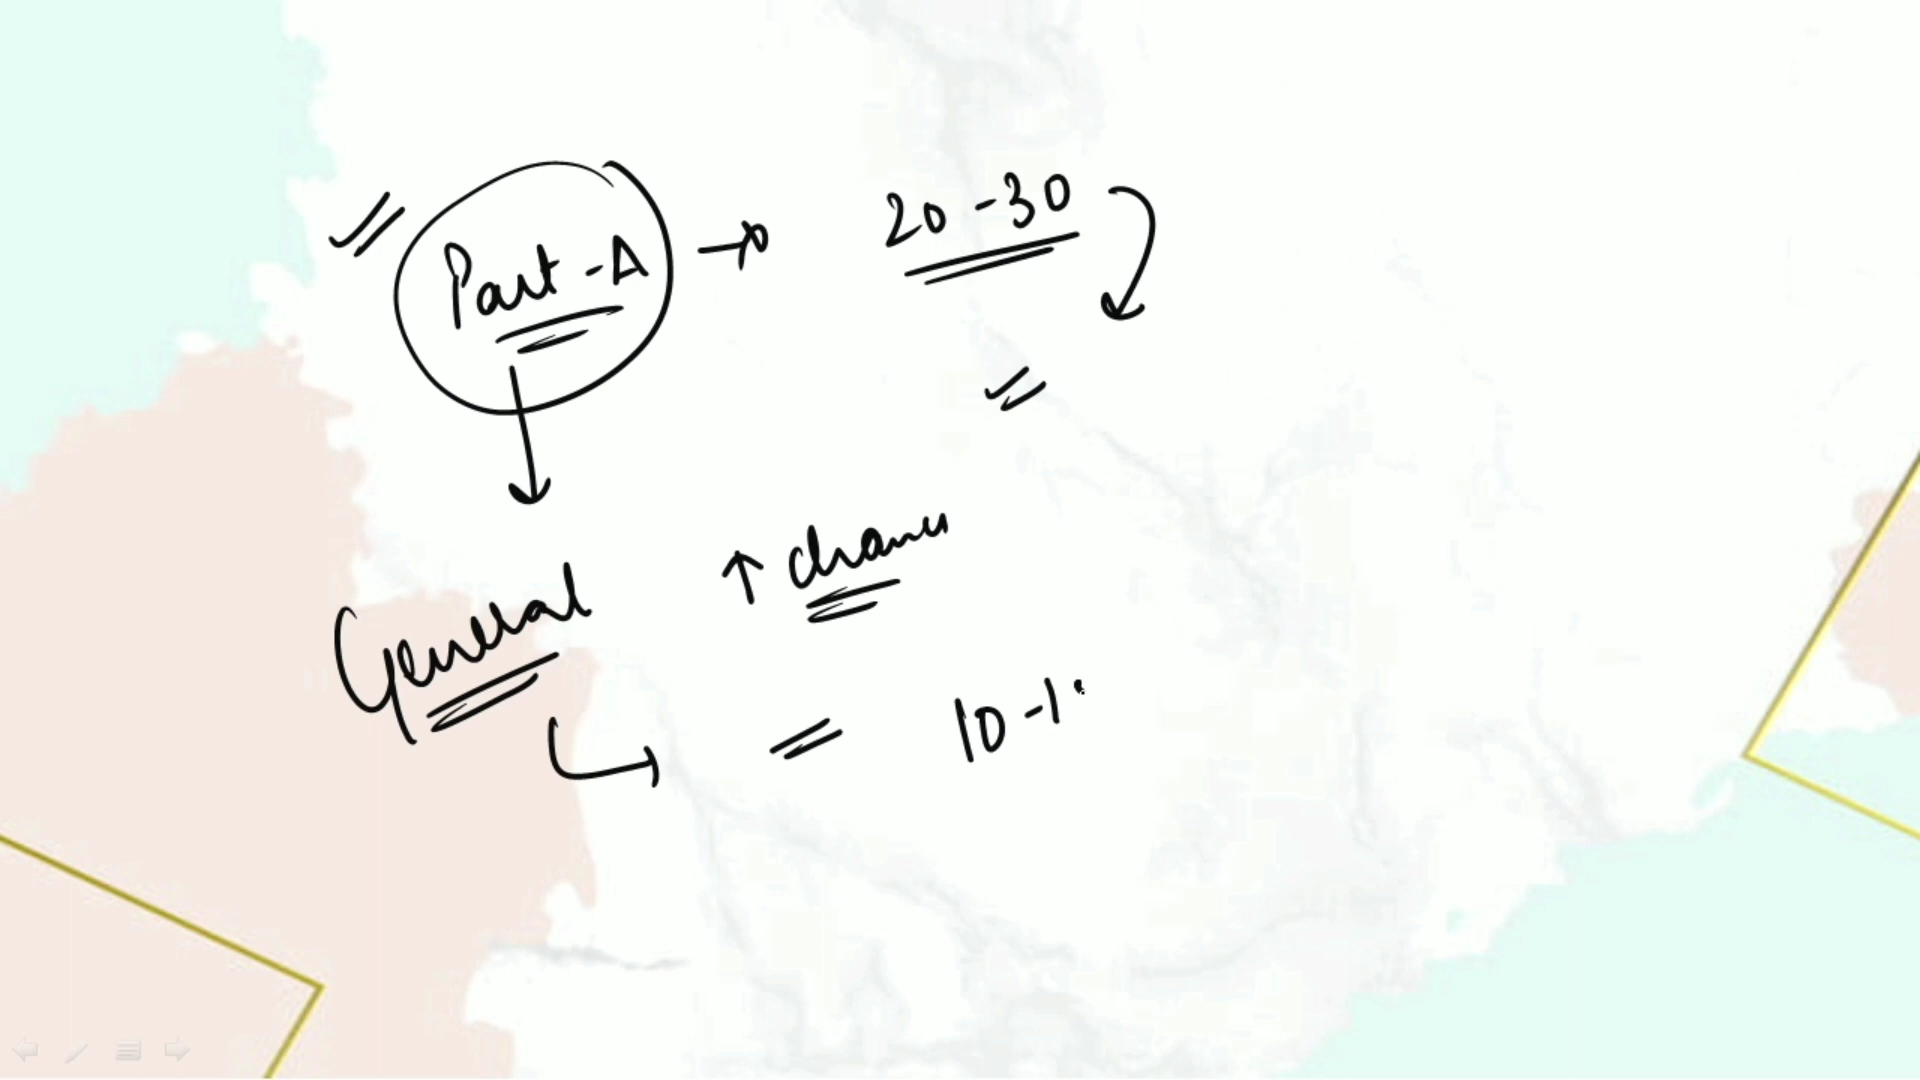 Part-A → 20-30
General ↑ chance
10-1